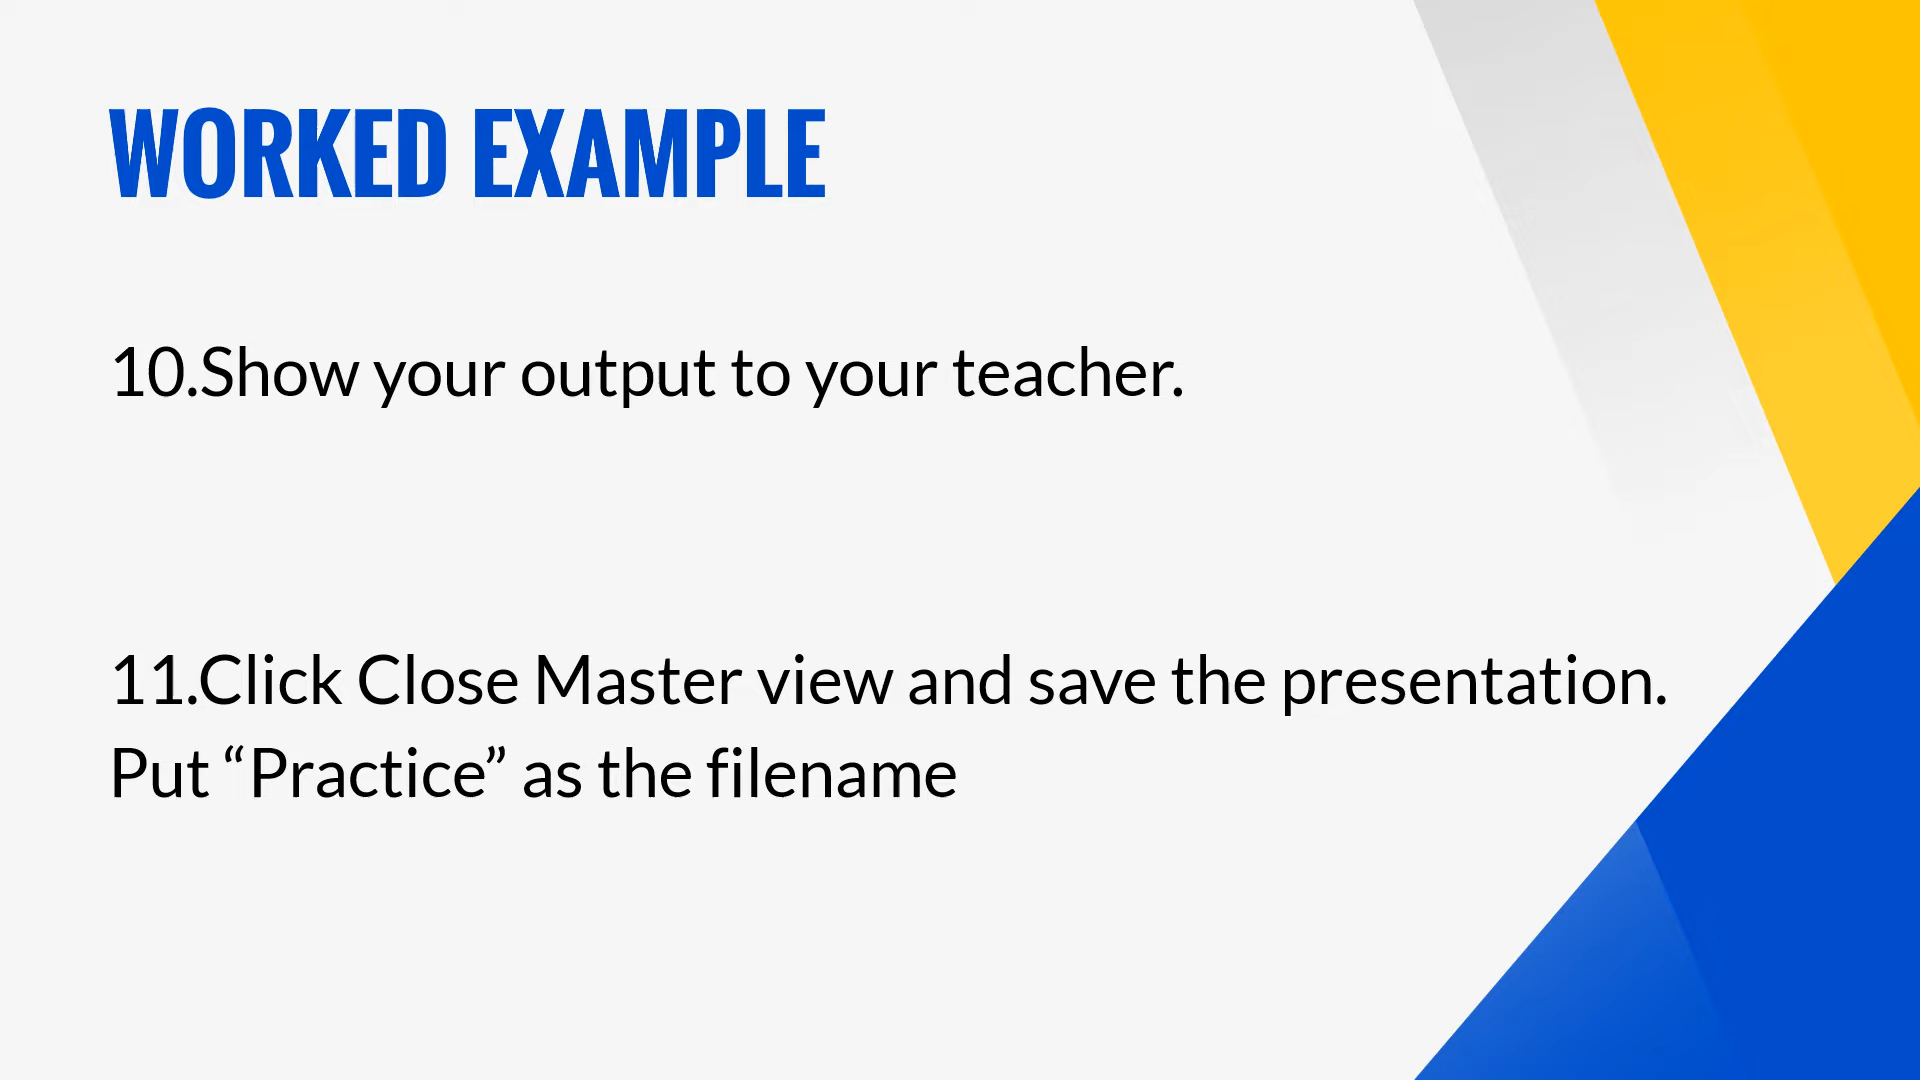 WORKED EXAMPLE
10.Show your output to your teacher.
11.Click Close Master view and save the presentation.
Put “Practice” as the filename